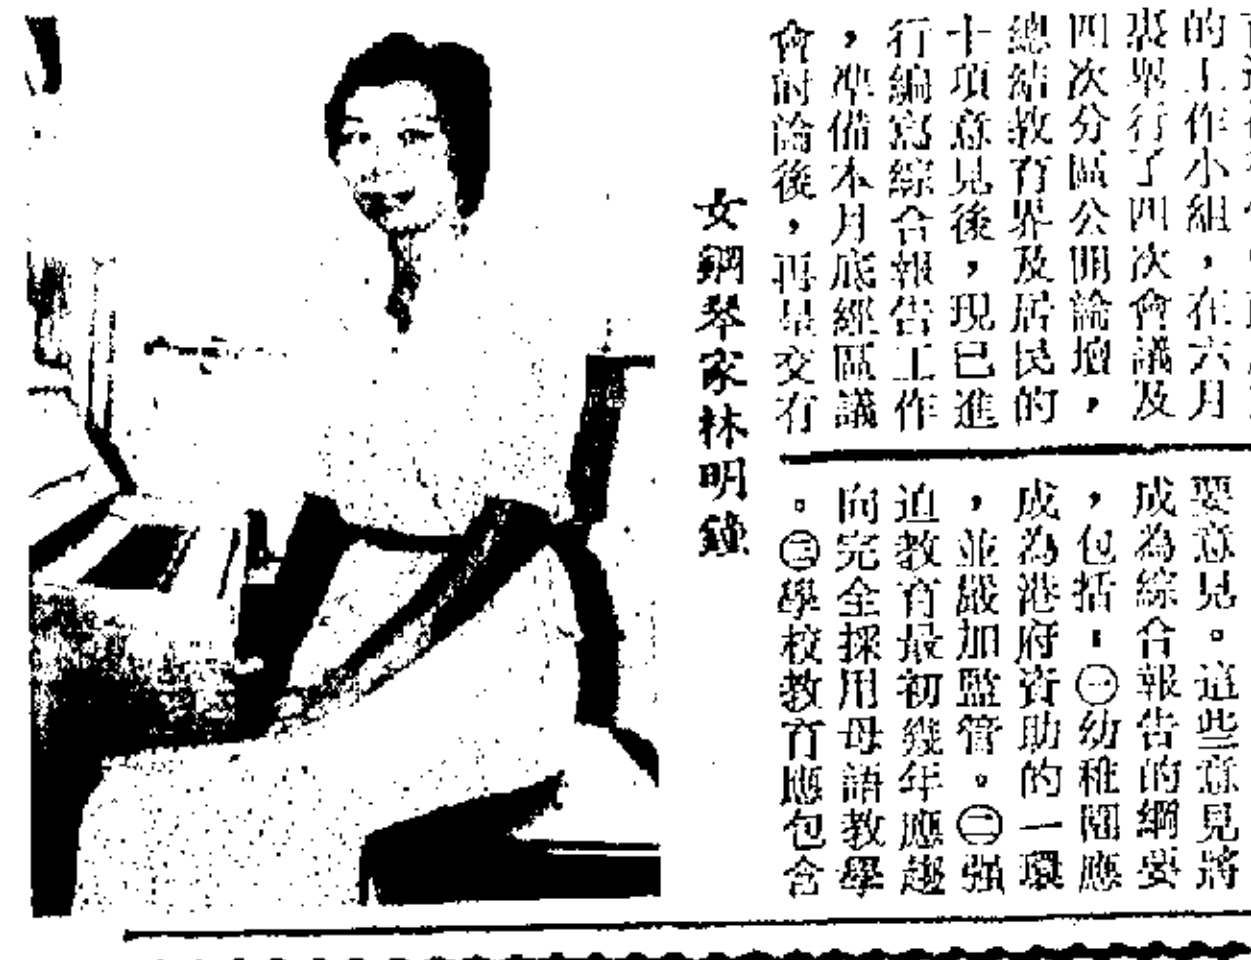 的工作小組，在六月
舉行了四次會議及
四次分區公開論壇，
總結教育界及居民的
十項意見後，現已進
行編寫綜合報告工作
，準備本月底經區議
會討論後，再呈交有
要意見。這些意見將
成為綜合報告的綱要
，包括：㊀幼稚園應
成為港府資助的一環
，並嚴加監管。㊁強
迫教育最初幾年應趨
向完全採用母語教學
。㊂學校教育應包含
女鋼琴家林明鐘